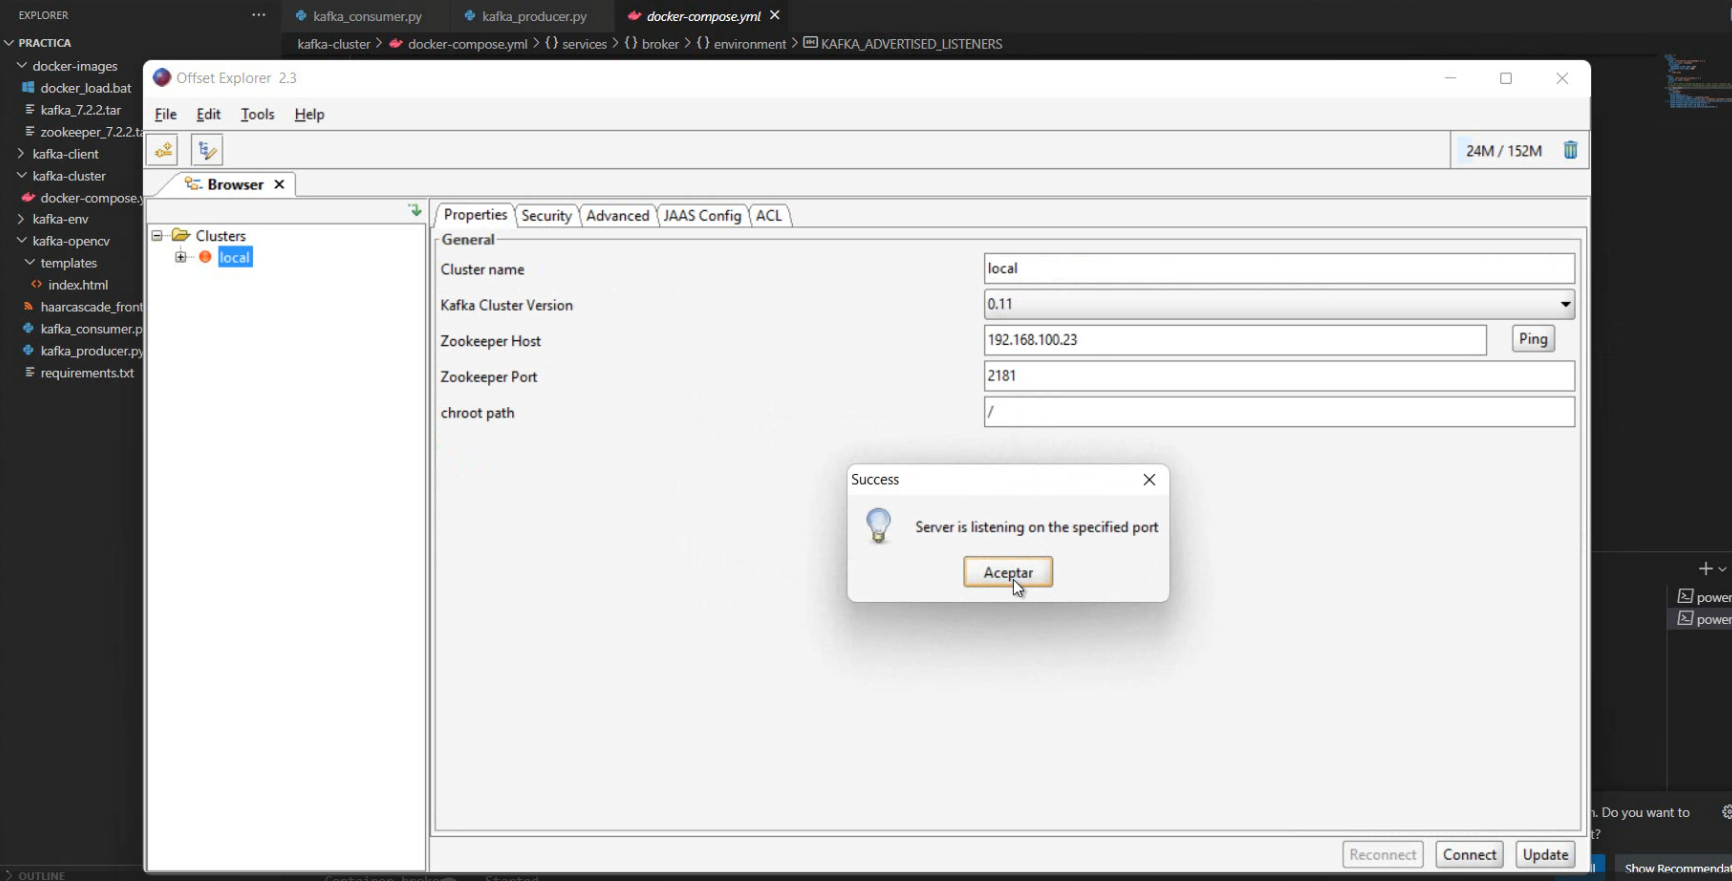 EXPLORER
kafka_consumer.py
kafka_producer.py
docker-compose.yml
PRACTICA
kafka-cluster > docker-compose.yml > {} services > {} broker > {} environment > KAFKA_ADVERTISED_LISTENERS
docker-images
docker_load.bat
kafka_7.2.2.tar
zookeeper_7.2.2.ta
kafka-client
kafka-cluster
docker-compose.y
kafka-env
kafka-opencv
templates
index.html
haarcascade_front
kafka_consumer.p
kafka_producer.py
requirements.txt
OUTLINE
Offset Explorer 2.3
File Edit Tools Help
24M / 152M
Browser
Clusters
local
Properties Security Advanced JAAS Config ACL
General
Cluster name local
Kafka Cluster Version 0.11
Zookeeper Host 192.168.100.23 Ping
Zookeeper Port 2181
chroot path /
Success
Server is listening on the specified port
Aceptar
Reconnect Connect Update
power
power
n. Do you want to
t?
Show Recommendat